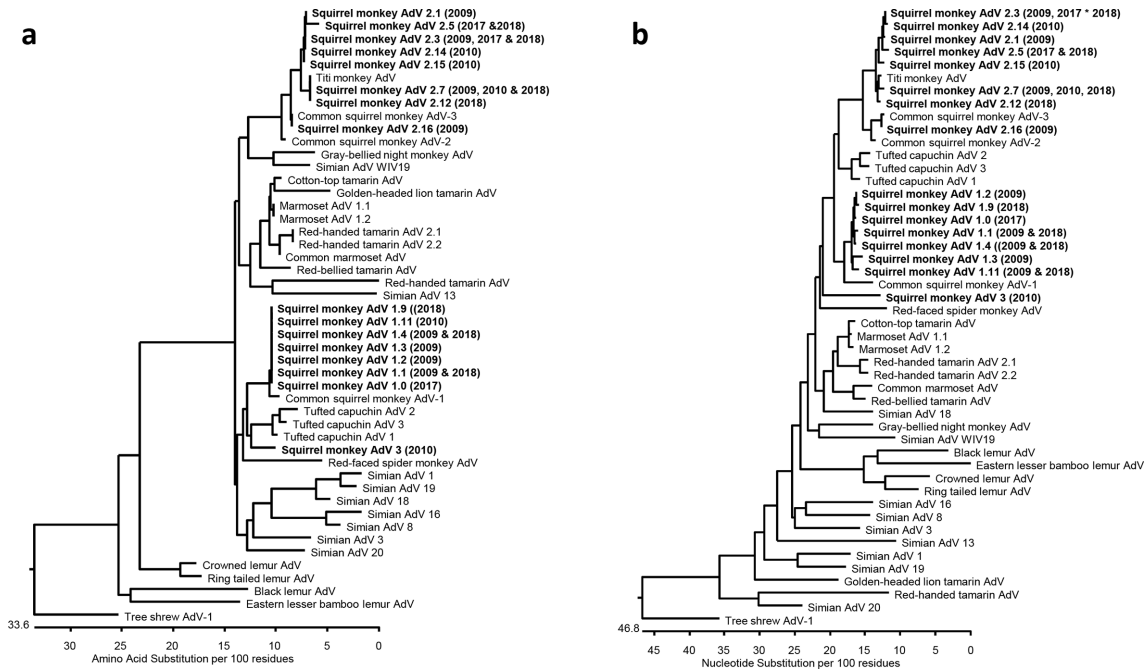 a
Squirrel monkey AdV 2.1 (2009)
Squirrel monkey AdV 2.5 (2017 &2018)
Squirrel monkey AdV 2.3 (2009, 2017 & 2018)
Squirrel monkey AdV 2.14 (2010)
Squirrel monkey AdV 2.15 (2010)
Titi monkey AdV
Squirrel monkey AdV 2.7 (2009, 2010 & 2018)
Squirrel monkey AdV 2.12 (2018)
Common squirrel monkey AdV-3
Squirrel monkey AdV 2.16 (2009)
Common squirrel monkey AdV-2
Gray-bellied night monkey AdV
Simian AdV WIV19
Cotton-top tamarin AdV
Golden-headed lion tamarin AdV
Marmoset AdV 1.1
Marmoset AdV 1.2
Red-handed tamarin AdV 2.1
Red-handed tamarin AdV 2.2
Common marmoset AdV
Red-bellied tamarin AdV
Red-handed tamarin AdV
Simian AdV 13
Squirrel monkey AdV 1.9 ((2018)
Squirrel monkey AdV 1.11 (2010)
Squirrel monkey AdV 1.4 (2009 & 2018)
Squirrel monkey AdV 1.3 (2009)
Squirrel monkey AdV 1.2 (2009)
Squirrel monkey AdV 1.1 (2009 & 2018)
Squirrel monkey AdV 1.0 (2017)
Common squirrel monkey AdV-1
Tufted capuchin AdV 2
Tufted capuchin AdV 3
Tufted capuchin AdV 1
Squirrel monkey AdV 3 (2010)
Red-faced spider monkey AdV
Simian AdV 1
Simian AdV 19
Simian AdV 18
Simian AdV 16
Simian AdV 8
Simian AdV 3
Simian AdV 20
Crowned lemur AdV
Ring tailed lemur AdV
Black lemur AdV
Eastern lesser bamboo lemur AdV
Tree shrew AdV-1
33.6
30 25 20 15 10 5 0
Amino Acid Substitution per 100 residues
b
Squirrel monkey AdV 2.3 (2009, 2017 * 2018)
Squirrel monkey AdV 2.14 (2010)
Squirrel monkey AdV 2.1 (2009)
Squirrel monkey AdV 2.5 (2017 & 2018)
Squirrel monkey AdV 2.15 (2010)
Titi monkey AdV
Squirrel monkey AdV 2.7 (2009, 2010, 2018)
Squirrel monkey AdV 2.12 (2018)
Common squirrel monkey AdV-3
Squirrel monkey AdV 2.16 (2009)
Common squirrel monkey AdV-2
Tufted capuchin AdV 2
Tufted capuchin AdV 3
Tufted capuchin AdV 1
Squirrel monkey AdV 1.2 (2009)
Squirrel monkey AdV 1.9 (2018)
Squirrel monkey AdV 1.0 (2017)
Squirrel monkey AdV 1.1 (2009 & 2018)
Squirrel monkey AdV 1.4 ((2009 & 2018)
Squirrel monkey AdV 1.3 (2009)
Squirrel monkey AdV 1.11 (2009 & 2018)
Common squirrel monkey AdV-1
Squirrel monkey AdV 3 (2010)
Red-faced spider monkey AdV
Cotton-top tamarin AdV
Marmoset AdV 1.1
Marmoset AdV 1.2
Red-handed tamarin AdV 2.1
Red-handed tamarin AdV 2.2
Common marmoset AdV
Red-bellied tamarin AdV
Simian AdV 18
Gray-bellied night monkey AdV
Simian AdV WIV19
Black lemur AdV
Eastern lesser bamboo lemur AdV
Crowned lemur AdV
Ring tailed lemur AdV
Simian AdV 16
Simian AdV 8
Simian AdV 3
Simian AdV 13
Simian AdV 1
Simian AdV 19
Golden-headed lion tamarin AdV
Red-handed tamarin AdV
Simian AdV 20
Tree shrew AdV-1
46.8
45 40 35 30 25 20 15 10 5 0
Nucleotide Substitution per 100 residues